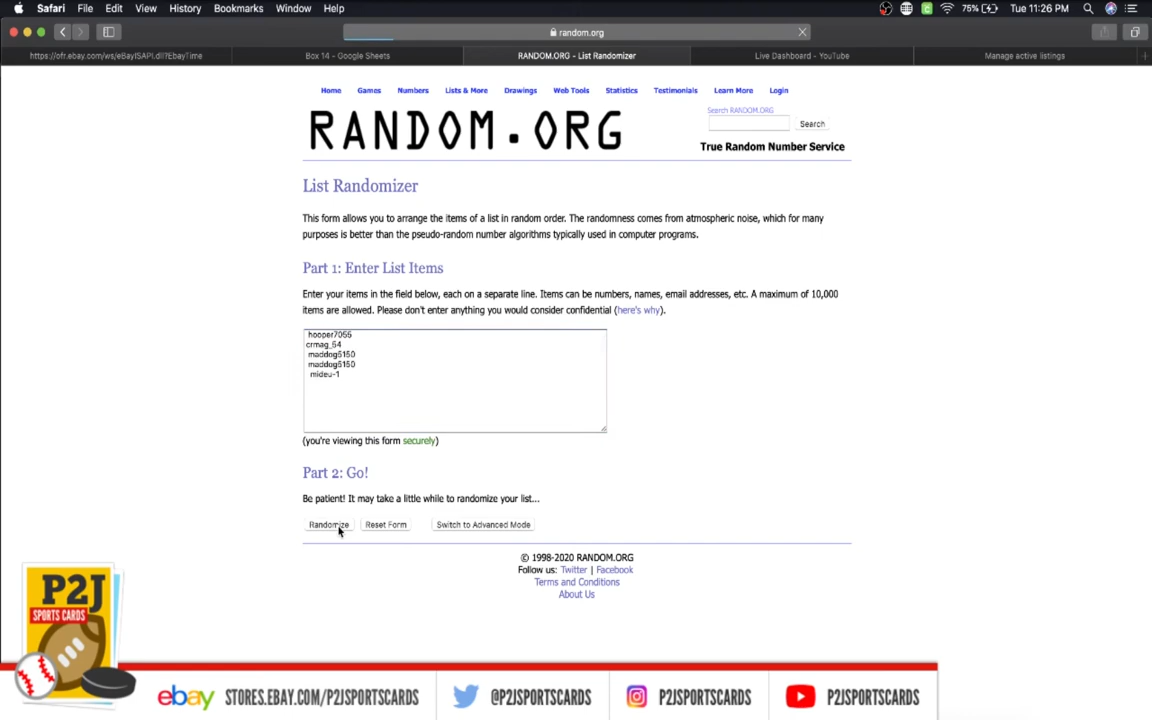 Safari File Edit View History Bookmarks Window Help 75% Tue 11:26 PM
random.org
https://ofr.ebay.com/ws/eBayISAPI.dll?EbayTime Box 14 - Google Sheets RANDOM.ORG - List Randomizer Live Dashboard - YouTube Manage active listings
Home Games Numbers Lists & More Drawings Web Tools Statistics Testimonials Learn More Login
Search RANDOM.ORG
Search
RANDOM.ORG
True Random Number Service
List Randomizer
This form allows you to arrange the items of a list in random order. The randomness comes from atmospheric noise, which for many
purposes is better than the pseudo-random number algorithms typically used in computer programs.
Part 1: Enter List Items
Enter your items in the field below, each on a separate line. Items can be numbers, names, email addresses, etc. A maximum of 10,000
items are allowed. Please don't enter anything you would consider confidential (here's why).
hooper7055
crmag_54
maddog5150
maddog5150
mideu-1
(you're viewing this form securely)
Part 2: Go!
Be patient! It may take a little while to randomize your list...
Randomize Reset Form Switch to Advanced Mode
© 1998-2020 RANDOM.ORG
Follow us: Twitter | Facebook
Terms and Conditions
About Us
P2J
SPORTS CARDS
ebay STORES.EBAY.COM/P2JSPORTSCARDS @P2JSPORTSCARDS P2JSPORTSCARDS P2JSPORTSCARDS